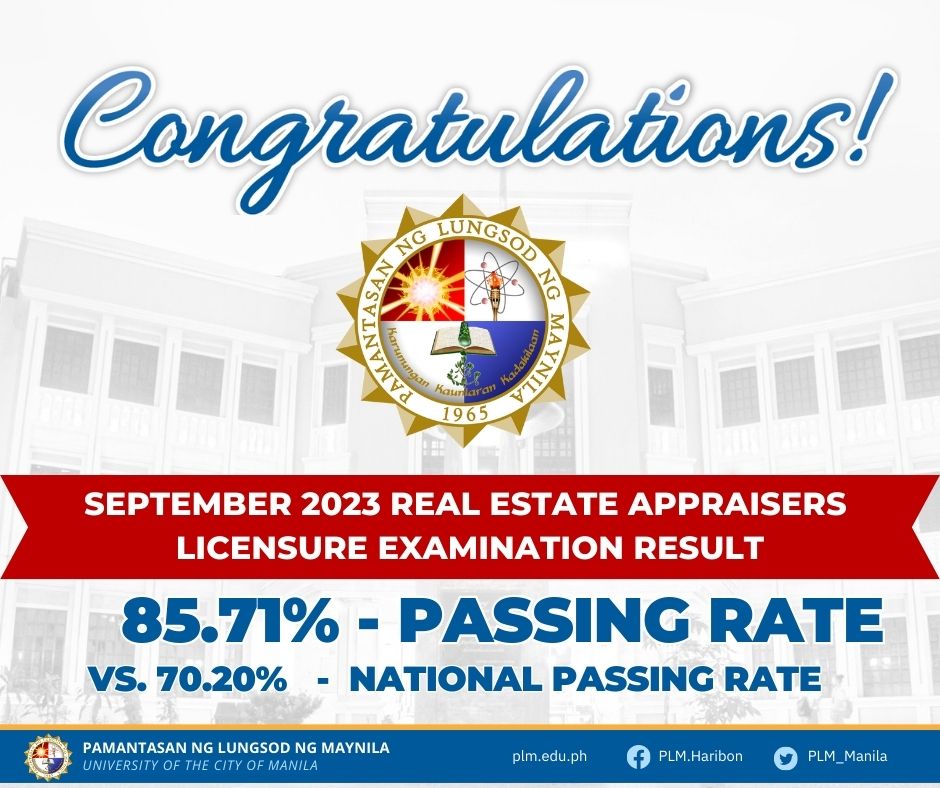 Congratulations!
PAMANTASAN NG LUNGSOD NG MAYNILA
Karunungan Kaunlaran Kadakilaan
1965
SEPTEMBER 2023 REAL ESTATE APPRAISERS
LICENSURE EXAMINATION RESULT
85.71% - PASSING RATE
VS. 70.20% - NATIONAL PASSING RATE
PAMANTASAN NG LUNGSOD NG MAYNILA
UNIVERSITY OF THE CITY OF MANILA
plm.edu.ph
PLM.Haribon
PLM_Manila